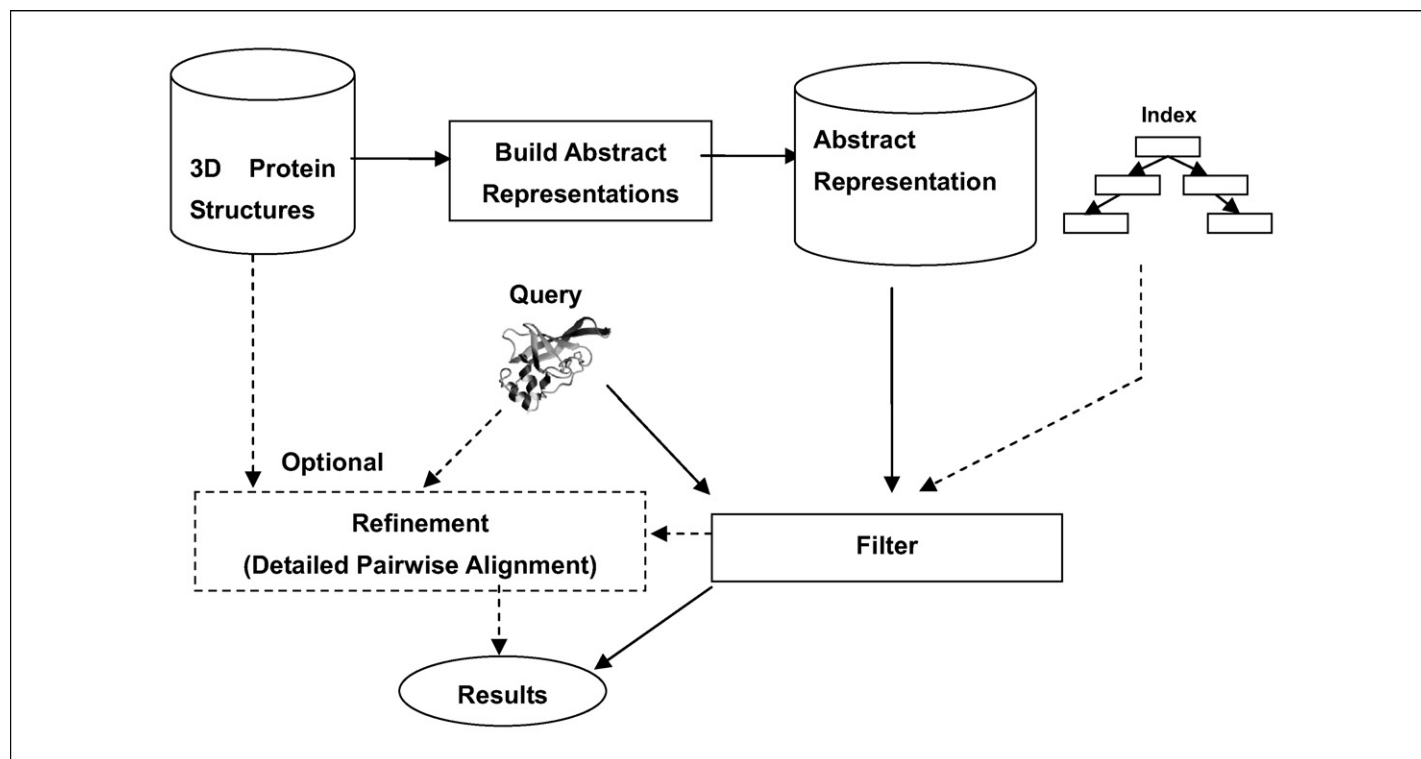 3D Protein
Structures
Build Abstract
Representations
Abstract
Representation
Index
Query
Optional
Refinement
(Detailed Pairwise Alignment)
Filter
Results